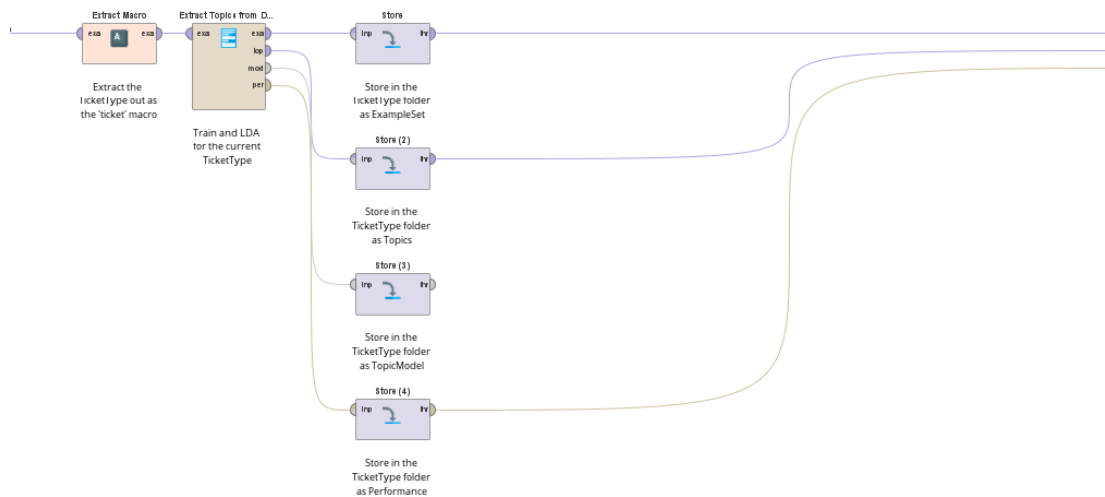 Extract Macro
exa
exa
Extract the
TicketType out as
the 'ticket' macro
Extract Topics from D...
exa
exa
top
mod
per
Train and LDA
for the current
TicketType
Store
inp
thr
Store in the
TicketType folder
as ExampleSet
Store (2)
inp
thr
Store in the
TicketType folder
as Topics
Store (3)
inp
thr
Store in the
TicketType folder
as TopicModel
Store (4)
inp
thr
Store in the
TicketType folder
as Performance